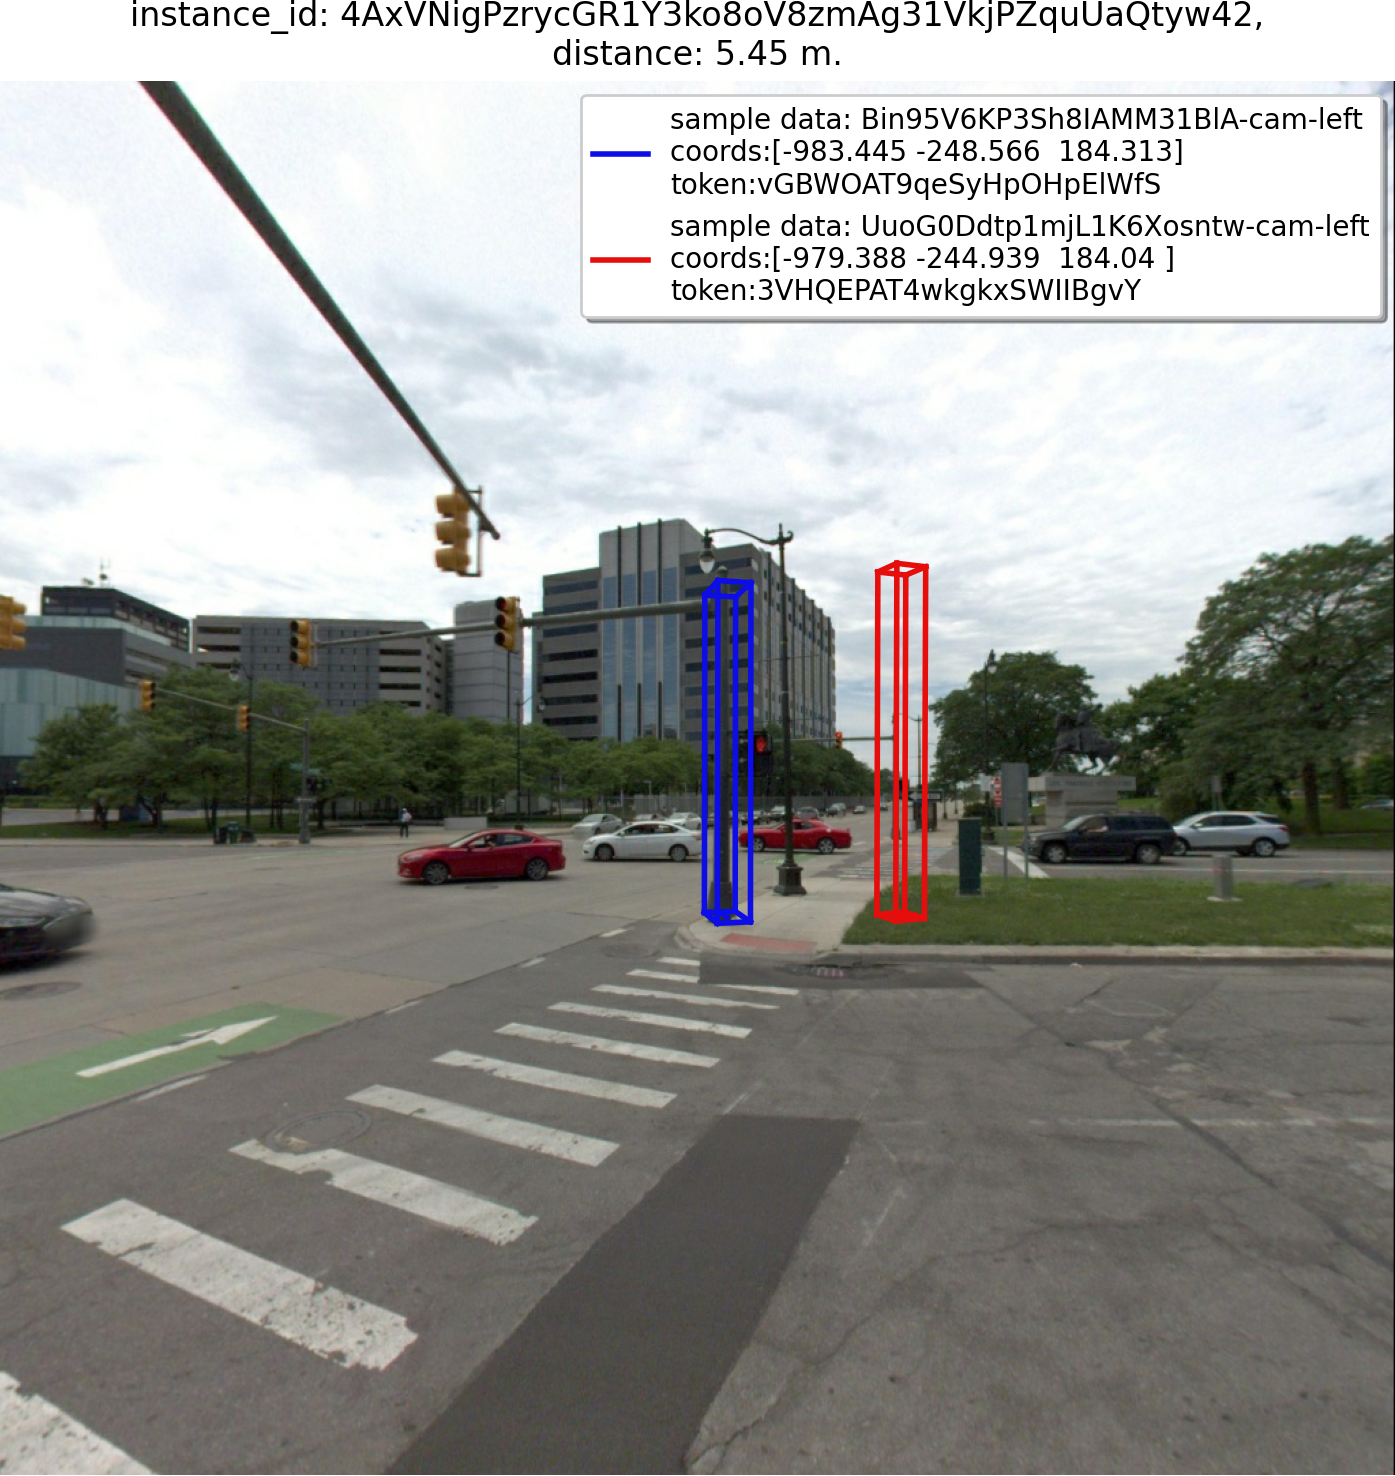 instance_id: 4AxVNigPzrycGR1Y3ko8oV8zmAg31VkjPZquUaQtyw42,
distance: 5.45 m.
sample data: Bin95V6KP3Sh8IAMM31BlA-cam-left
coords:[-983.445 -248.566  184.313]
token:vGBWOAT9qeSyHpOHpElWfS
sample data: UuoG0Ddtp1mjL1K6Xosntw-cam-left
coords:[-979.388 -244.939  184.04 ]
token:3VHQEPAT4wkgkxSWIIBgvY